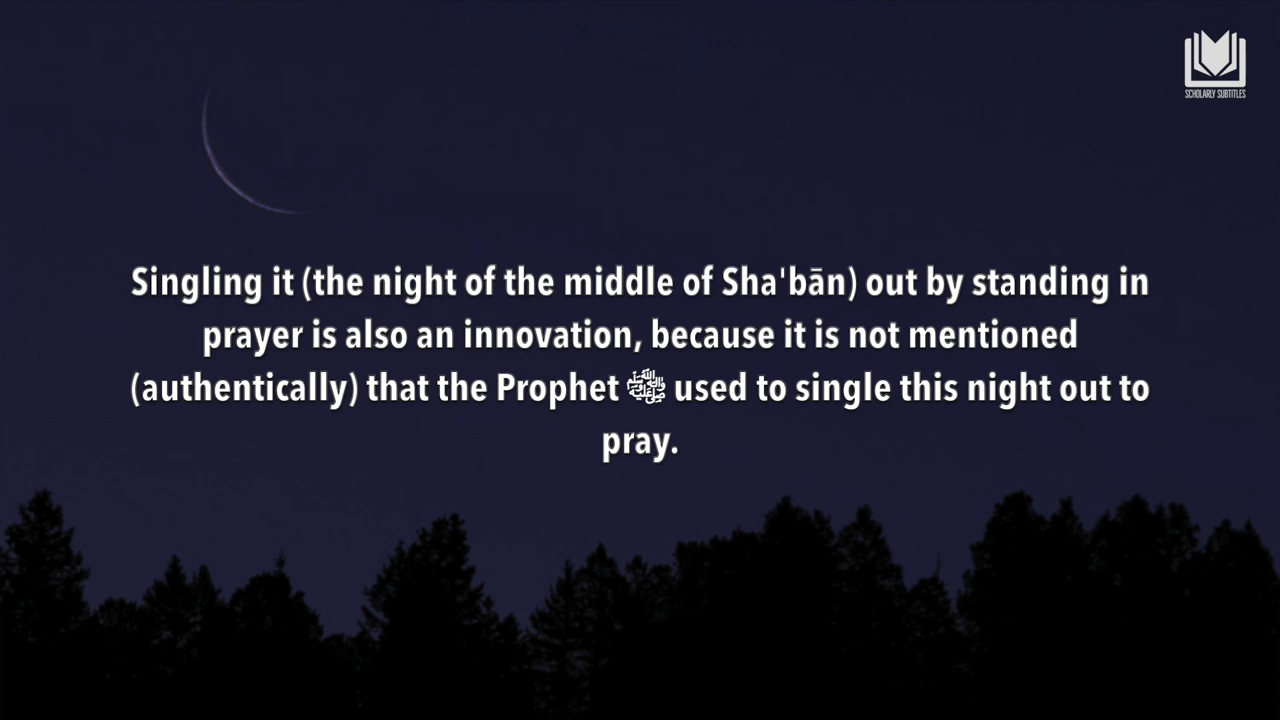 SCHOLARLY SUBTITLES
Singling it (the night of the middle of Sha'bān) out by standing in
prayer is also an innovation, because it is not mentioned
(authentically) that the Prophet ﷺ used to single this night out to
pray.